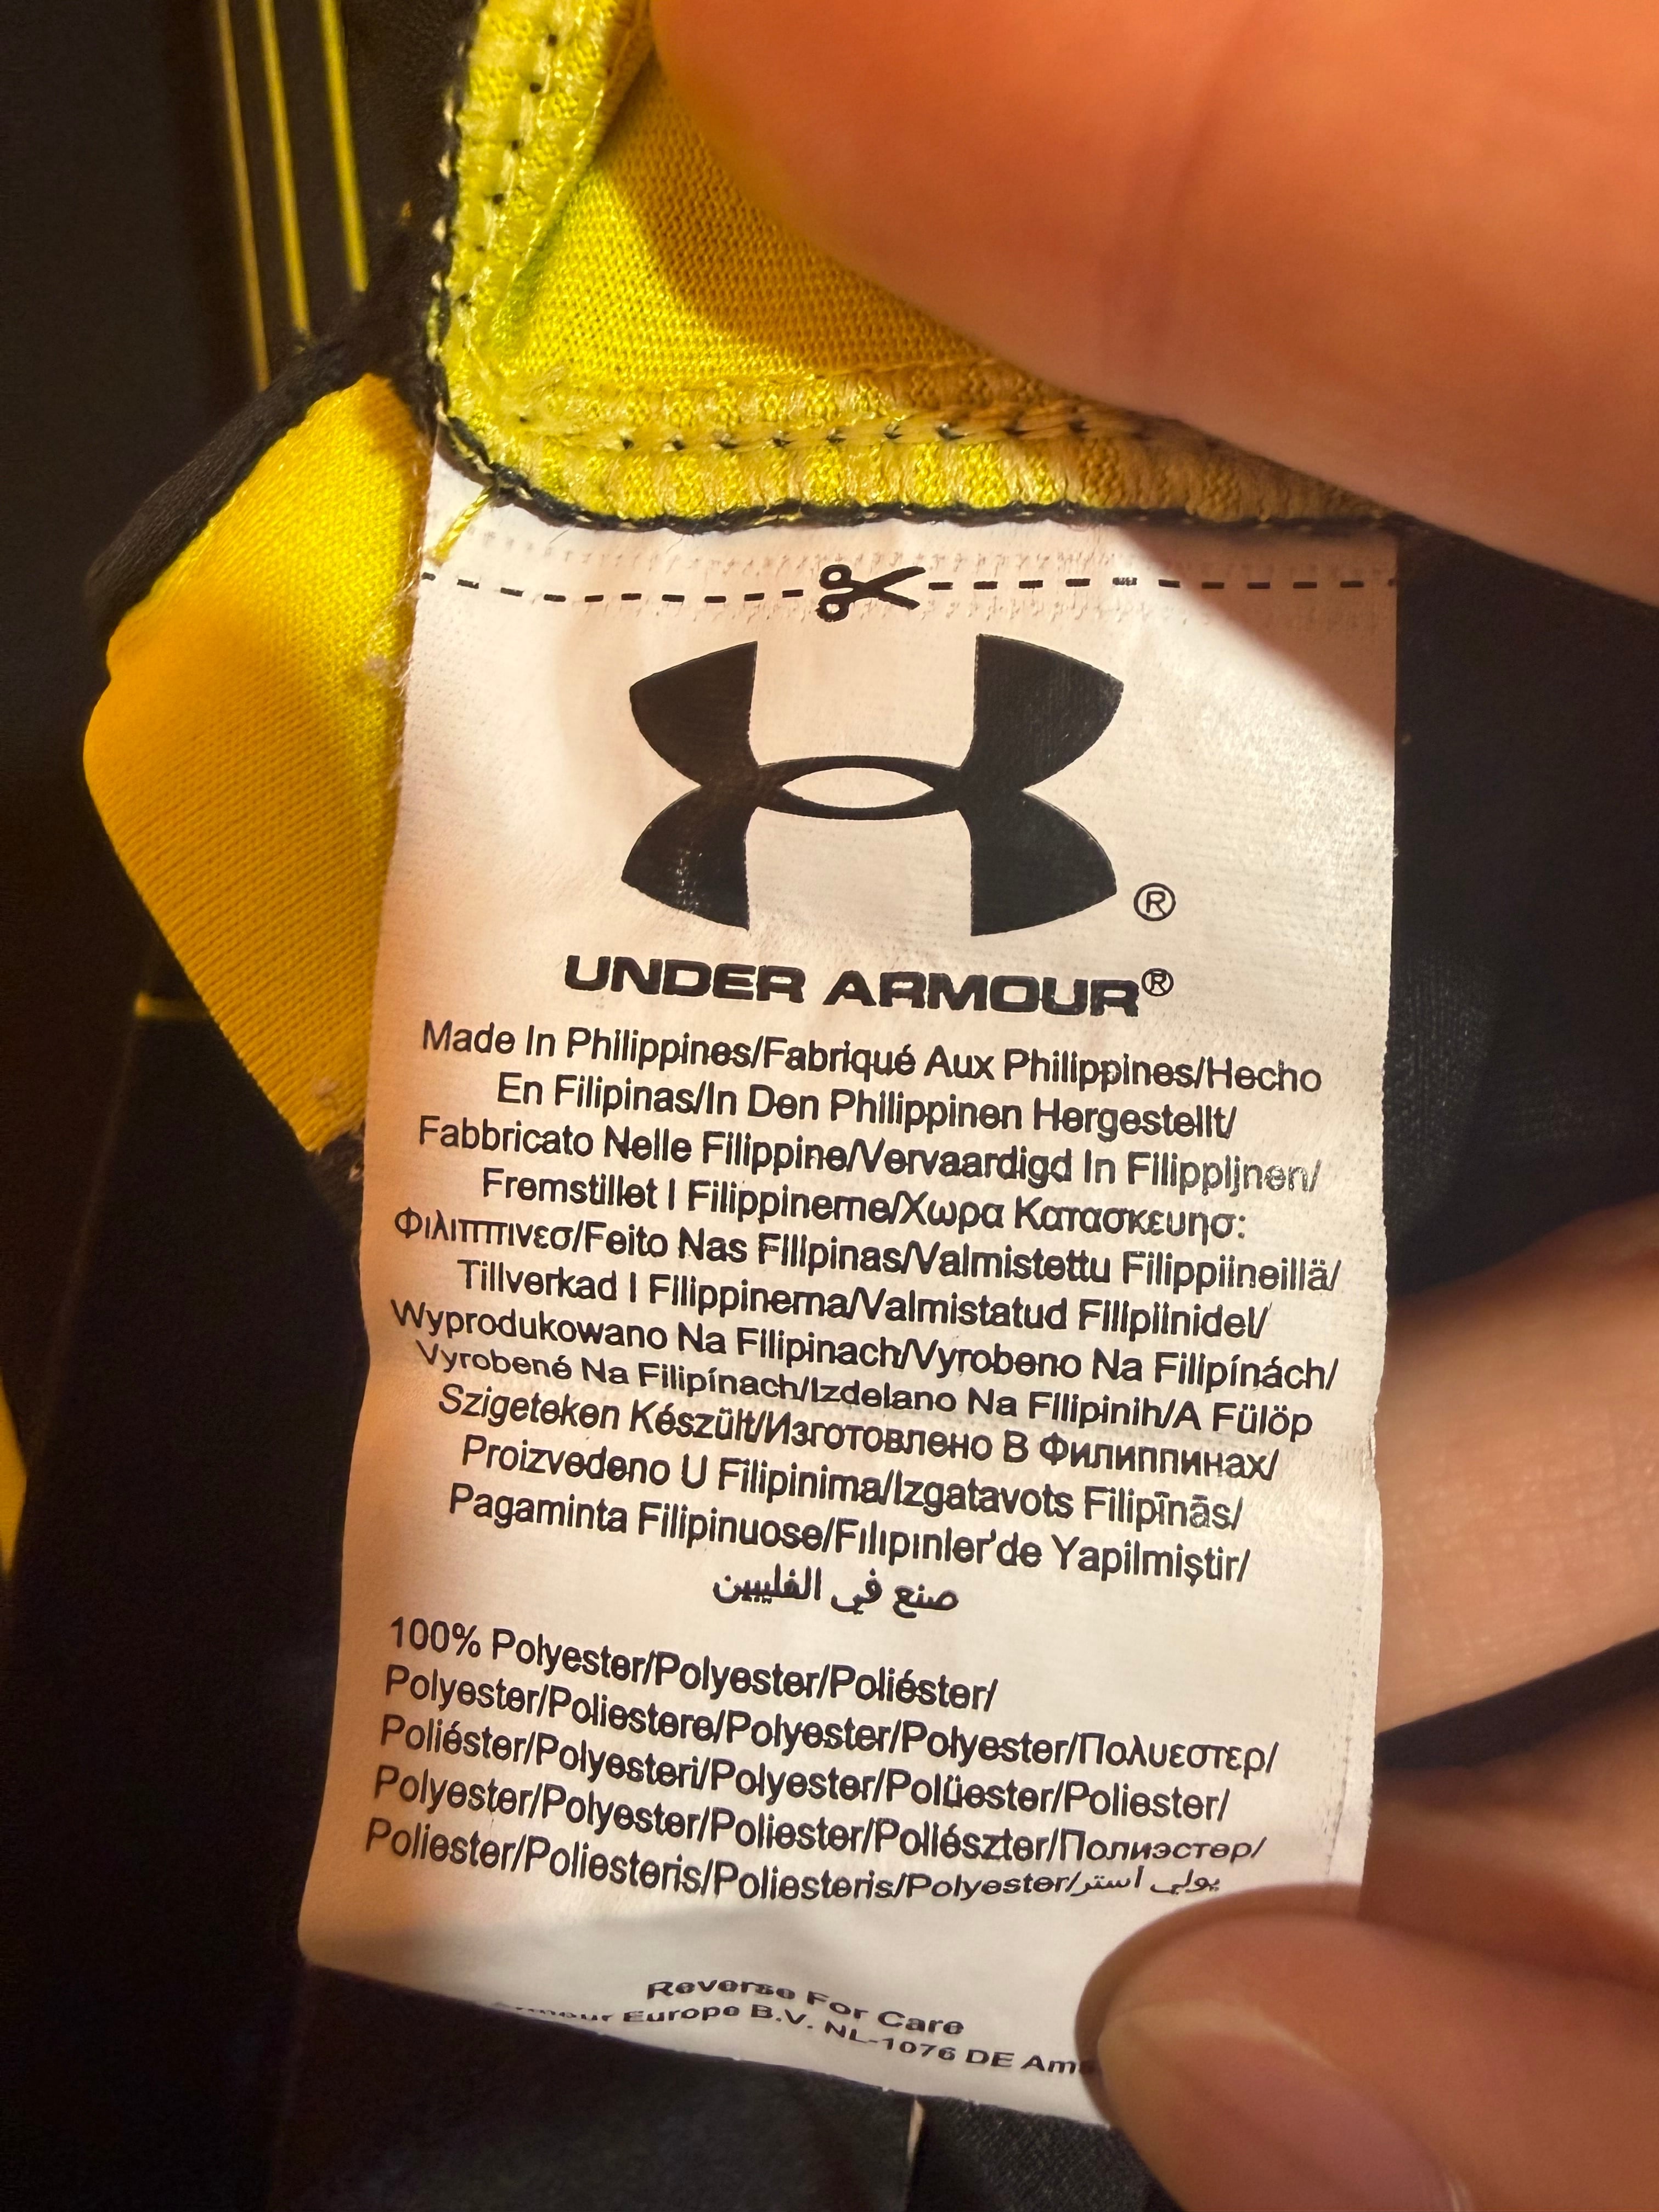 ®
UNDER ARMOUR®
Made In Philippines/Fabriqué Aux Philippines/Hecho
En Filipinas/In Den Philippinen Hergestellt/
Fabbricato Nelle Filippine/Vervaardigd In Filippijnen/
Fremstillet I Filippinerne/Χωρα Κατασκευησ:
Φιλιππινεσ/Feito Nas Filipinas/Valmistettu Filippiineillä/
Tillverkad I Filippinerna/Valmistatud Filipiinidel/
Wyprodukowano Na Filipinach/Vyrobeno Na Filipínách/
Vyrobené Na Filipínach/Izdelano Na Filipinih/A Fülöp
Szigeteken Készült/Изготовлено В Филиппинах/
Proizvedeno U Filipinima/Izgatavots Filipīnās/
Pagaminta Filipinuose/Fılıpınler'de Yapilmiştir/
صنع في الفليبين
100% Polyester/Polyester/Poliéster/
Polyester/Poliestere/Polyester/Polyester/Πολυεστερ/
Poliéster/Polyesteri/Polyester/Polüester/Poliester/
Polyester/Polyester/Poliester/Poliészter/Полиэстер/
Poliester/Poliesteris/Poliesteris/Polyester/بولي أستر
Reverse For Care
Europe B.V. NL-1076 DE